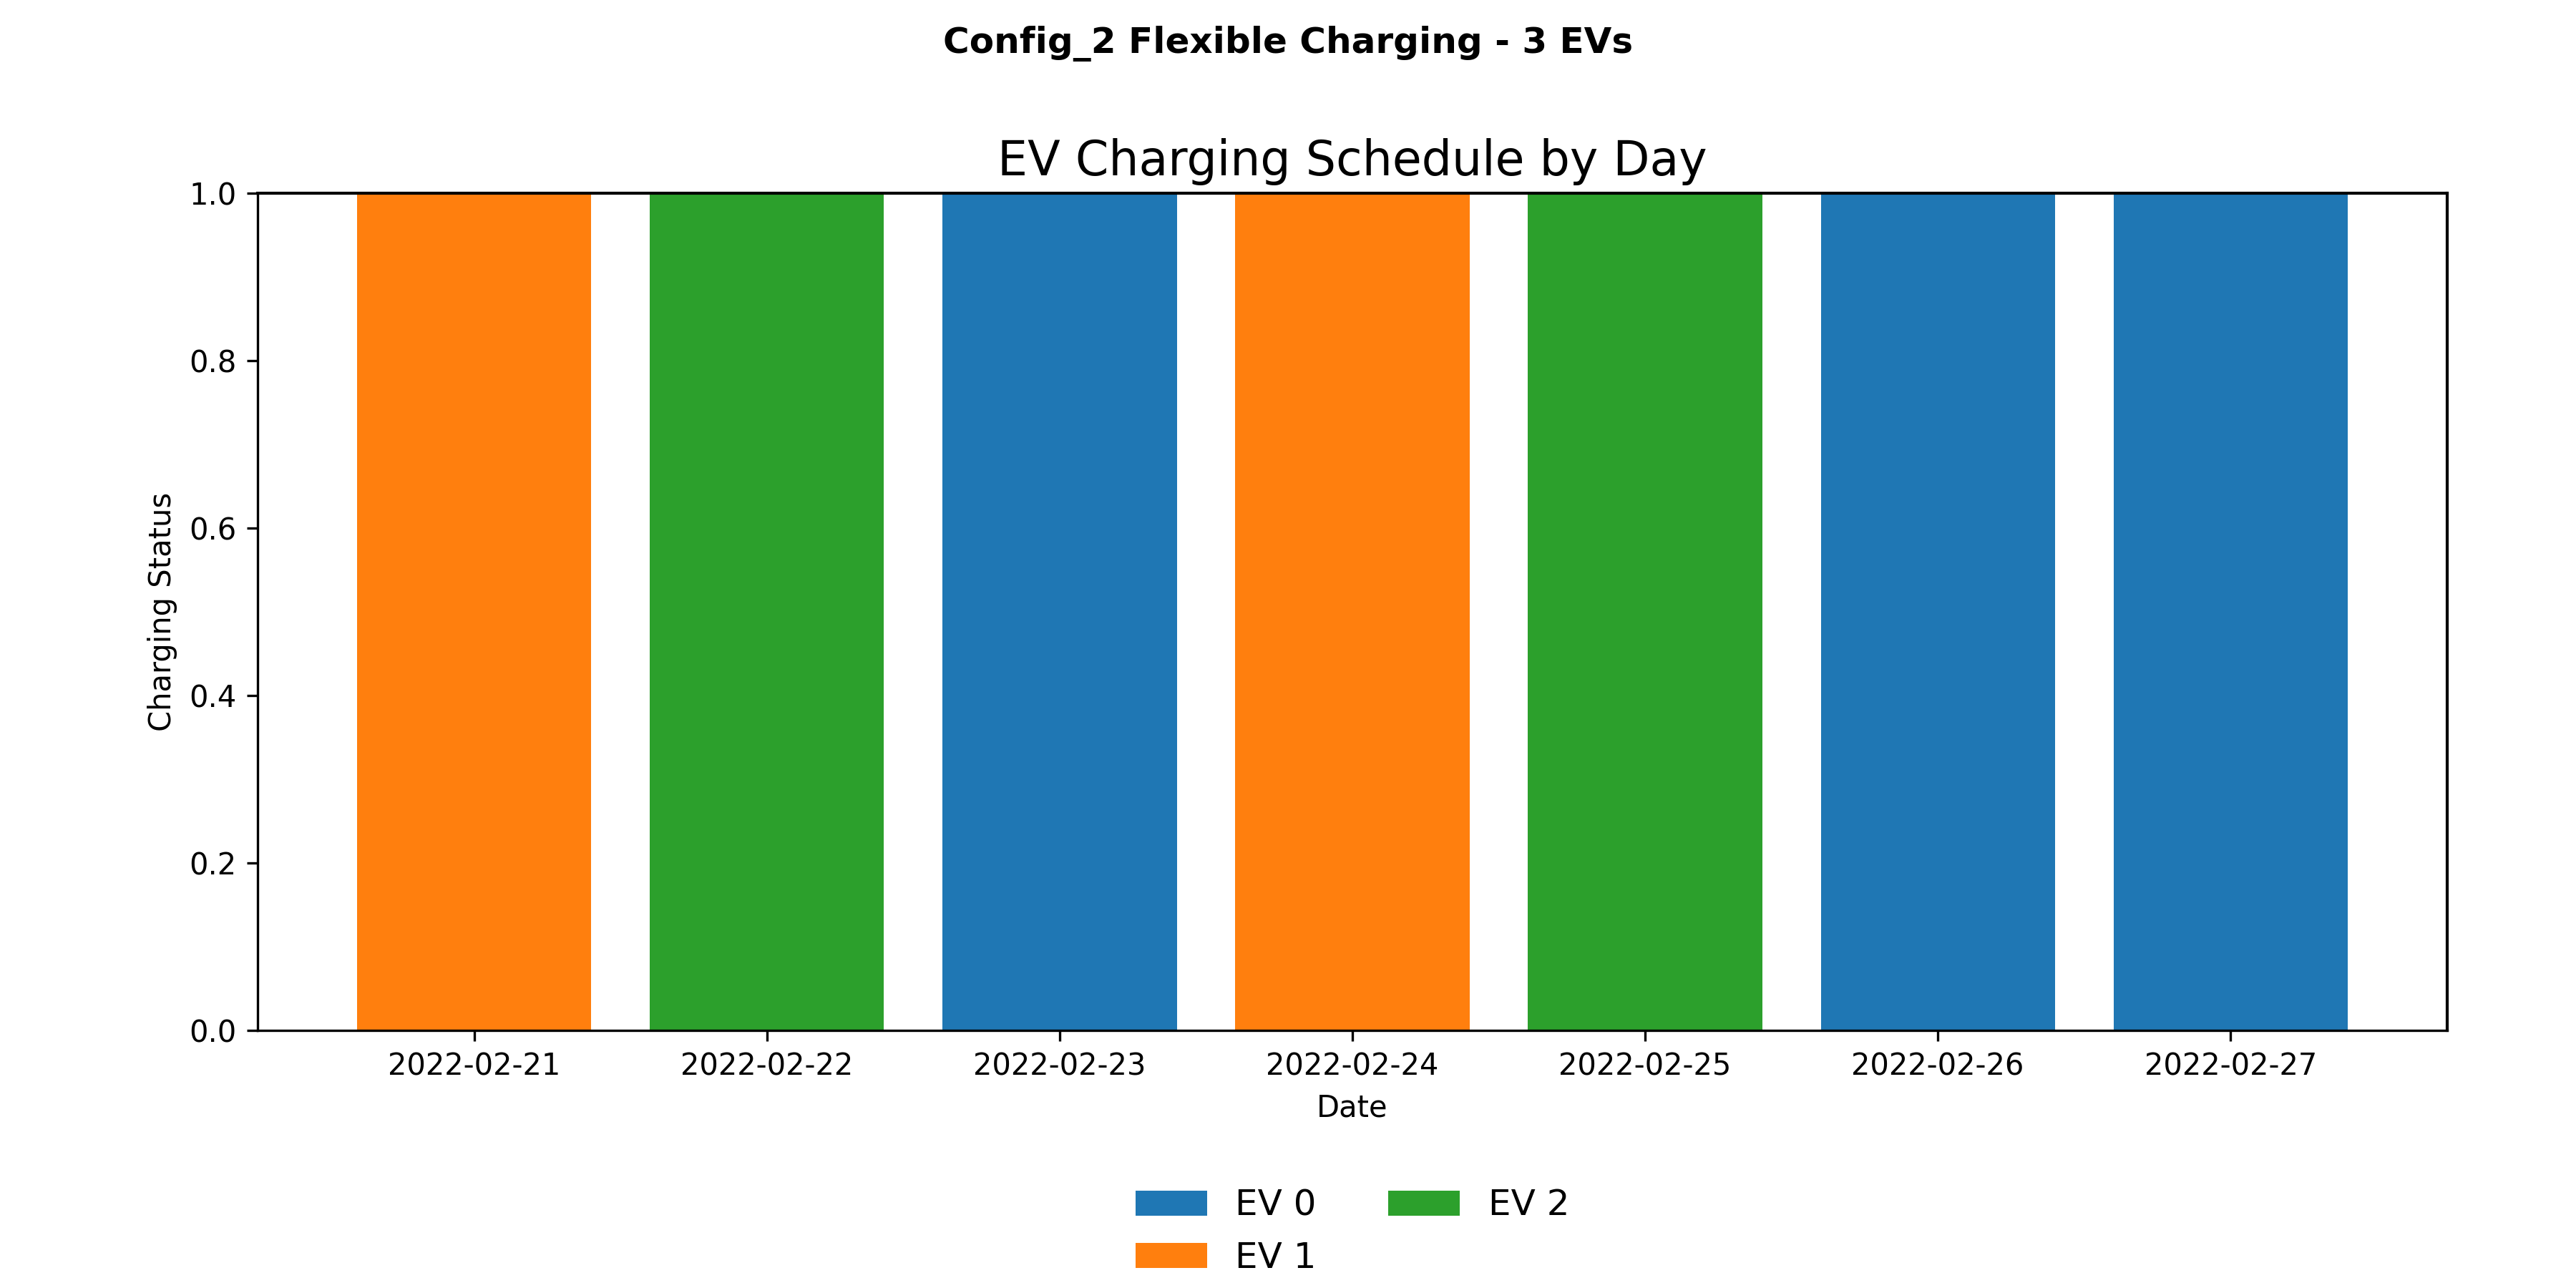 Config_2 Flexible Charging - 3 EVs
EV Charging Schedule by Day
1.0
0.8
0.6
0.4
0.2
0.0
Charging Status
2022-02-21 2022-02-22 2022-02-23 2022-02-24 2022-02-25 2022-02-26 2022-02-27
Date
EV 0 EV 2
EV 1